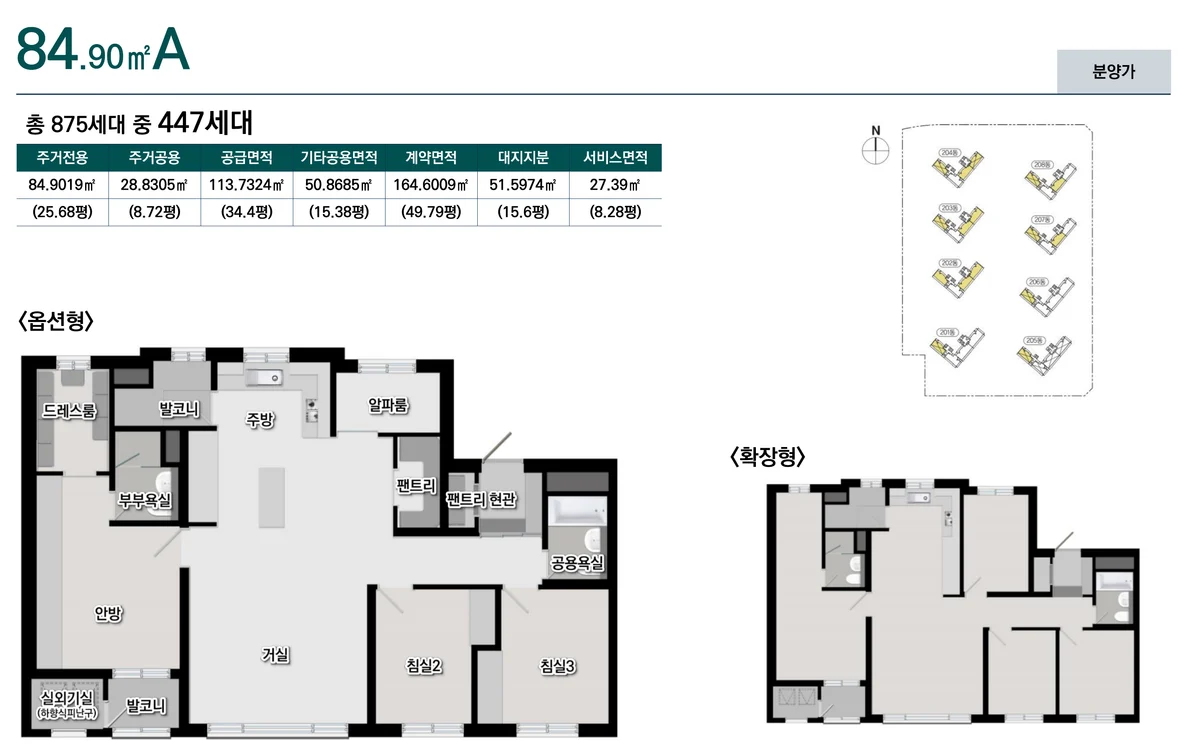 84.90㎡A
분양가
총 875세대 중 447세대
주거전용 주거공용 공급면적 기타공용면적 계약면적 대지지분 서비스면적
84.9019㎡ 28.8305㎡ 113.7324㎡ 50.8685㎡ 164.6009㎡ 51.5974㎡ 27.39㎡
(25.68평) (8.72평) (34.4평) (15.38평) (49.79평) (15.6평) (8.28평)
N
204동
208동
203동
207동
202동
206동
201동
205동
〈옵션형〉
드레스룸
발코니
주방
알파룸
부부욕실
팬트리
팬트리 현관
공용욕실
안방
거실
침실2
침실3
실외기실
(하향식피난구)
발코니
〈확장형〉